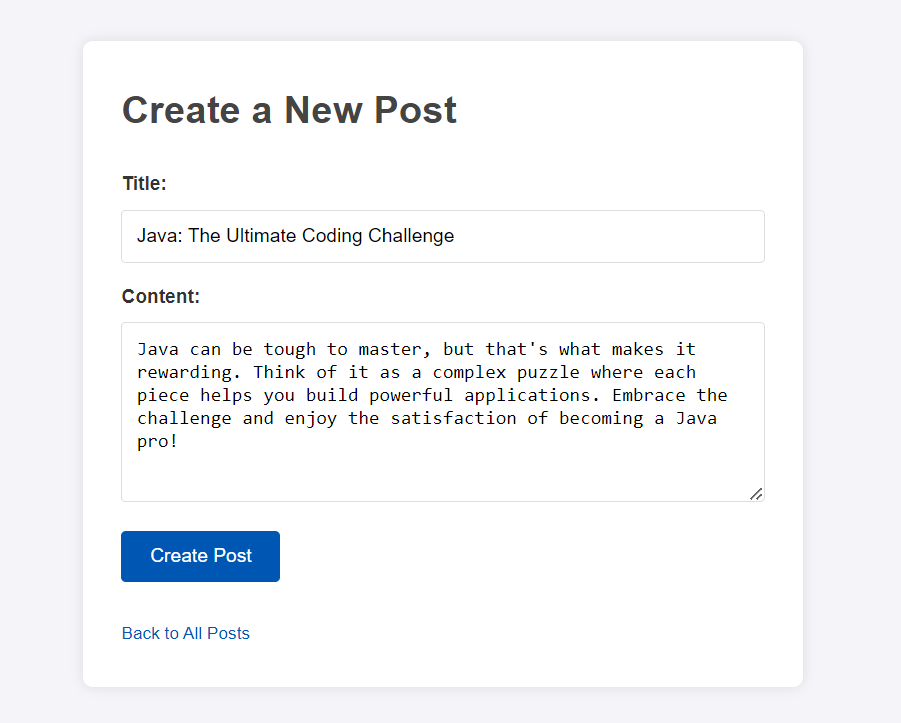 Create a New Post
Title:
Java: The Ultimate Coding Challenge
Content:
Java can be tough to master, but that's what makes it
rewarding. Think of it as a complex puzzle where each
piece helps you build powerful applications. Embrace the
challenge and enjoy the satisfaction of becoming a Java
pro!
Create Post
Back to All Posts